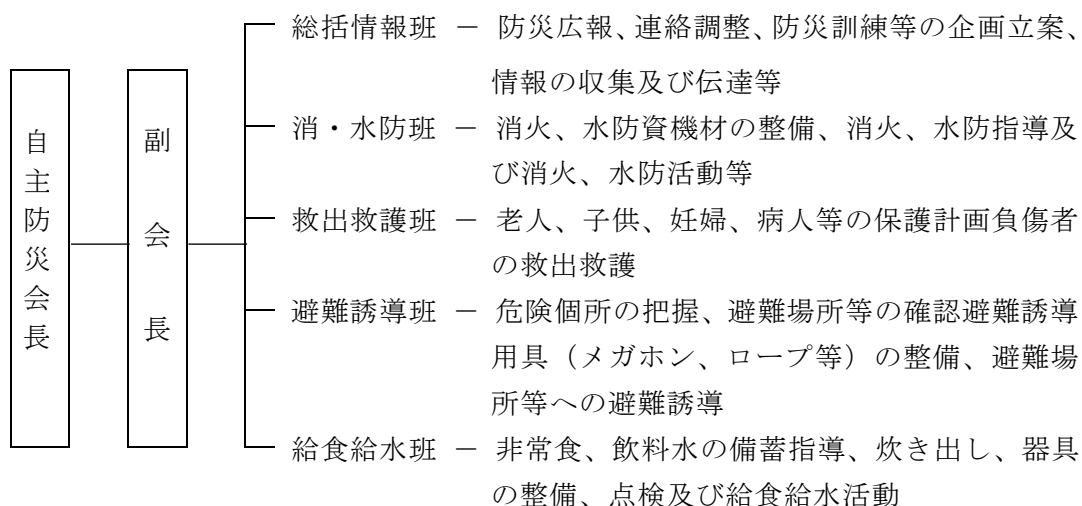 自主防災会長
副会長
総括情報班 － 防災広報、連絡調整、防災訓練等の企画立案、
情報の収集及び伝達等
消・水防班 － 消火、水防資機材の整備、消火、水防指導及
び消火、水防活動等
救出救護班 － 老人、子供、妊婦、病人等の保護計画負傷者
の救出救護
避難誘導班 － 危険個所の把握、避難場所等の確認避難誘導
用具（メガホン、ロープ等）の整備、避難場
所等への避難誘導
給食給水班 － 非常食、飲料水の備蓄指導、炊き出し、器具
の整備、点検及び給食給水活動